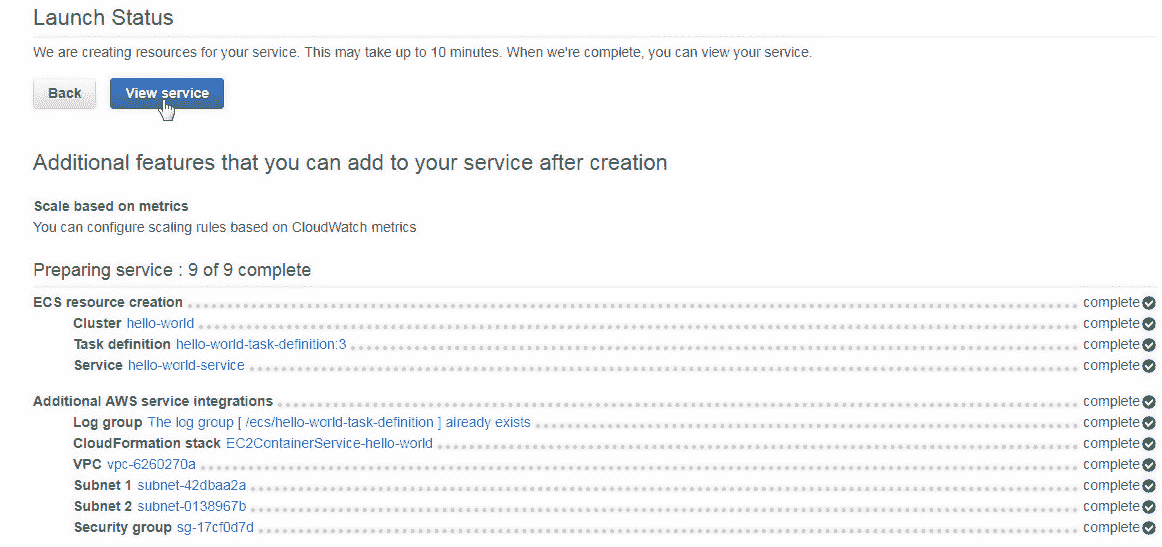 Launch Status
We are creating resources for your service. This may take up to 10 minutes. When we're complete, you can view your service.
Back View service
Additional features that you can add to your service after creation
Scale based on metrics
You can configure scaling rules based on CloudWatch metrics
Preparing service : 9 of 9 complete
ECS resource creation complete
Cluster hello-world complete
Task definition hello-world-task-definition:3 complete
Service hello-world-service complete
Additional AWS service integrations complete
Log group The log group [ /ecs/hello-world-task-definition ] already exists complete
CloudFormation stack EC2ContainerService-hello-world complete
VPC vpc-6260270a complete
Subnet 1 subnet-42dbaa2a complete
Subnet 2 subnet-0138967b complete
Security group sg-17cf0d7d complete